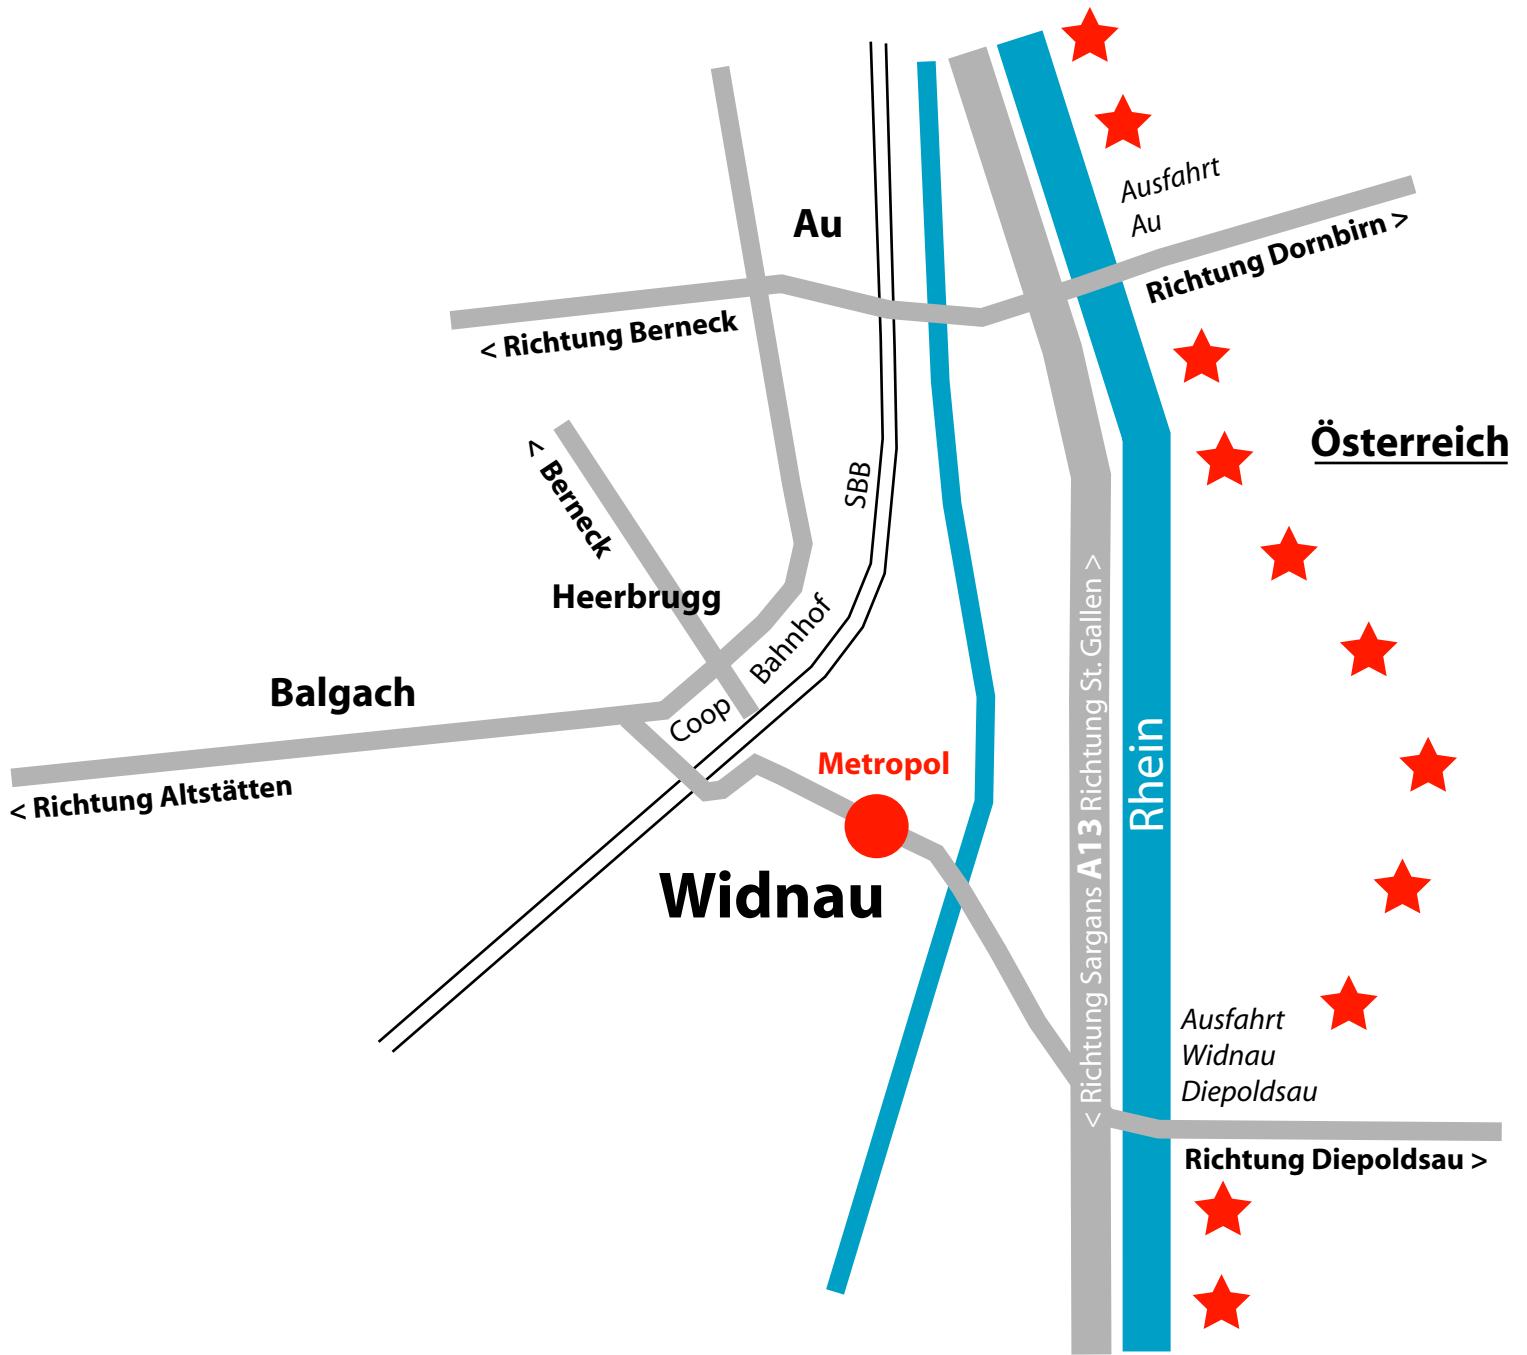 Ausfahrt
Au
Au
Richtung Dornbirn >
< Richtung Berneck
Österreich
< Berneck
SBB
Heerbrugg
Bahnhof
Balgach
Coop
Metropol
< Richtung Altstätten
Rhein
< Richtung Sargans A13 Richtung St. Gallen >
Widnau
Ausfahrt
Widnau
Diepoldsau
Richtung Diepoldsau >